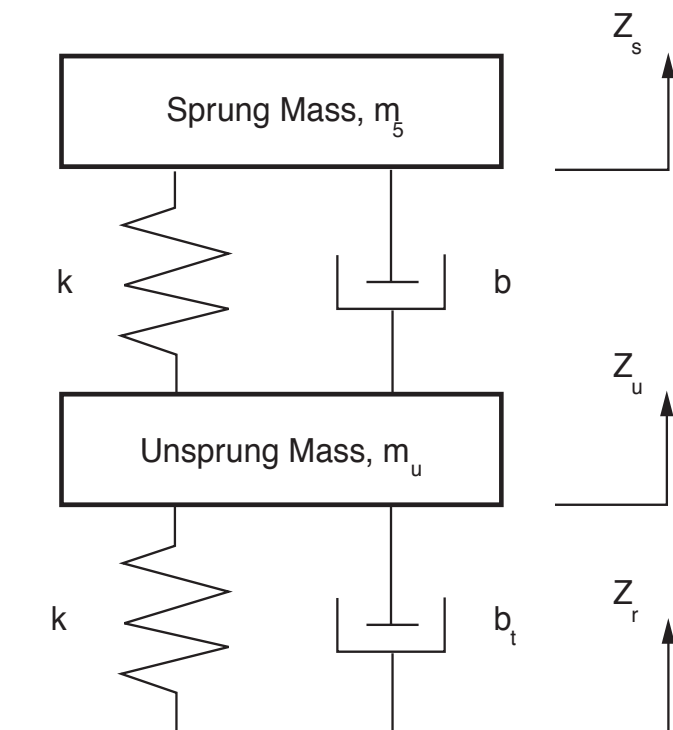 Z_s
Sprung Mass, m_5
k
b
Z_u
Unsprung Mass, m_u
Z_r
k
b_t